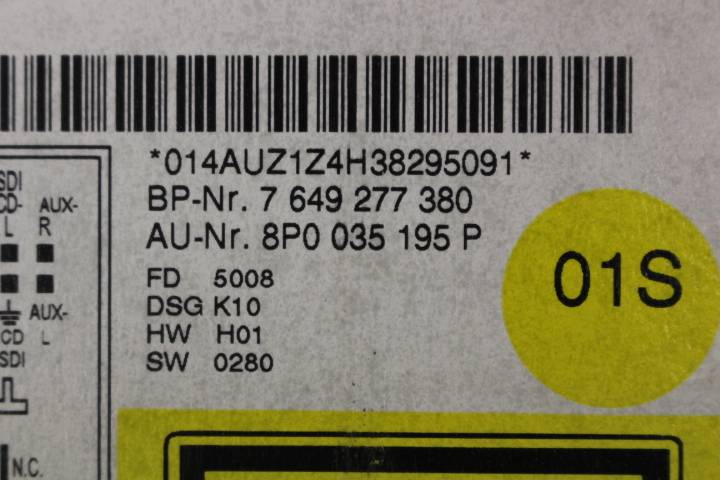 *014AUZ1Z4H38295091*
BP-Nr. 7 649 277 380
AU-Nr. 8P0 035 195 P
FD 5008
DSG K10
HW H01
SW 0280
01S
SDI
CD- AUX-
L R
AUX-
CD L
SDI
N.C.